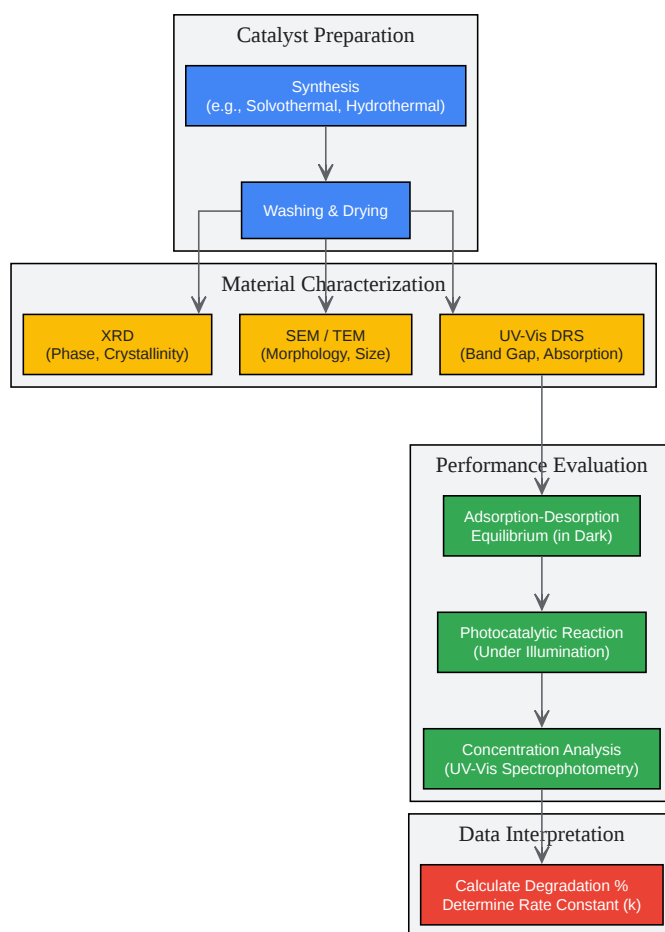 Catalyst Preparation
Synthesis
(e.g., Solvothermal, Hydrothermal)
Washing & Drying
Material Characterization
XRD
(Phase, Crystallinity)
SEM / TEM
(Morphology, Size)
UV-Vis DRS
(Band Gap, Absorption)
Performance Evaluation
Adsorption-Desorption
Equilibrium (in Dark)
Photocatalytic Reaction
(Under Illumination)
Concentration Analysis
(UV-Vis Spectrophotometry)
Data Interpretation
Calculate Degradation %
Determine Rate Constant (k)